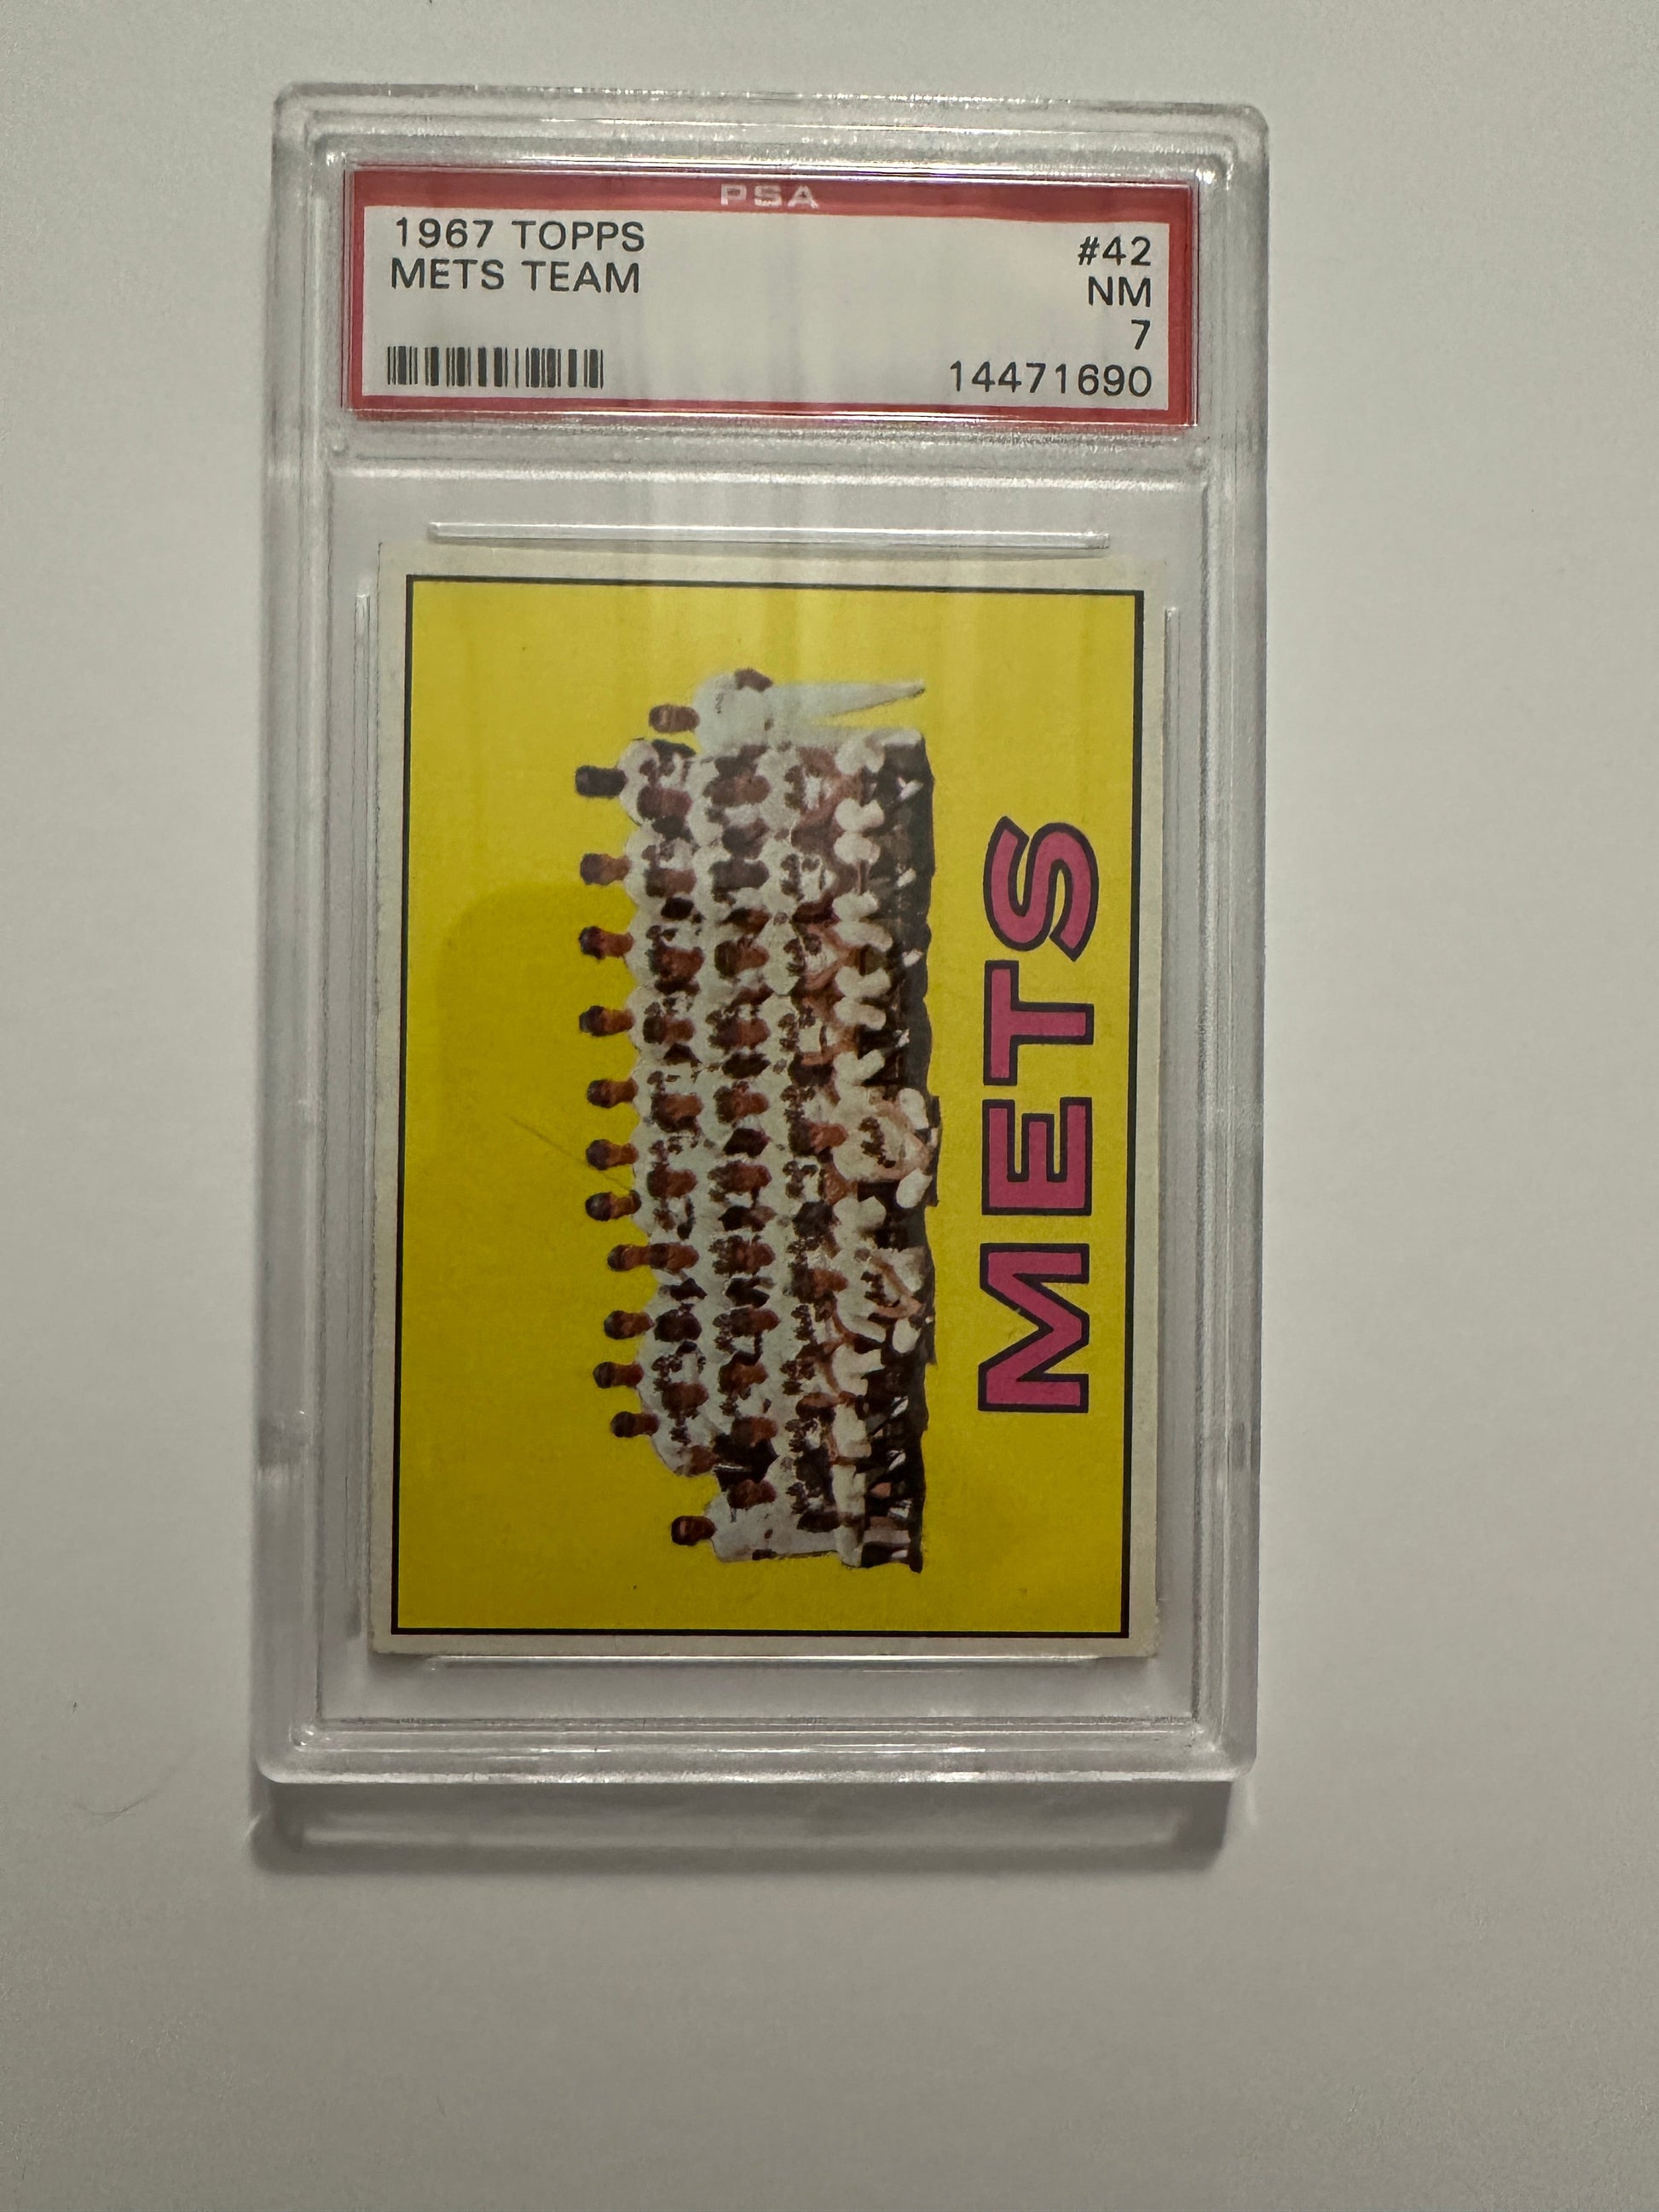 PSA
1967 TOPPS
METS TEAM
#42
NM
7
14471690
METS